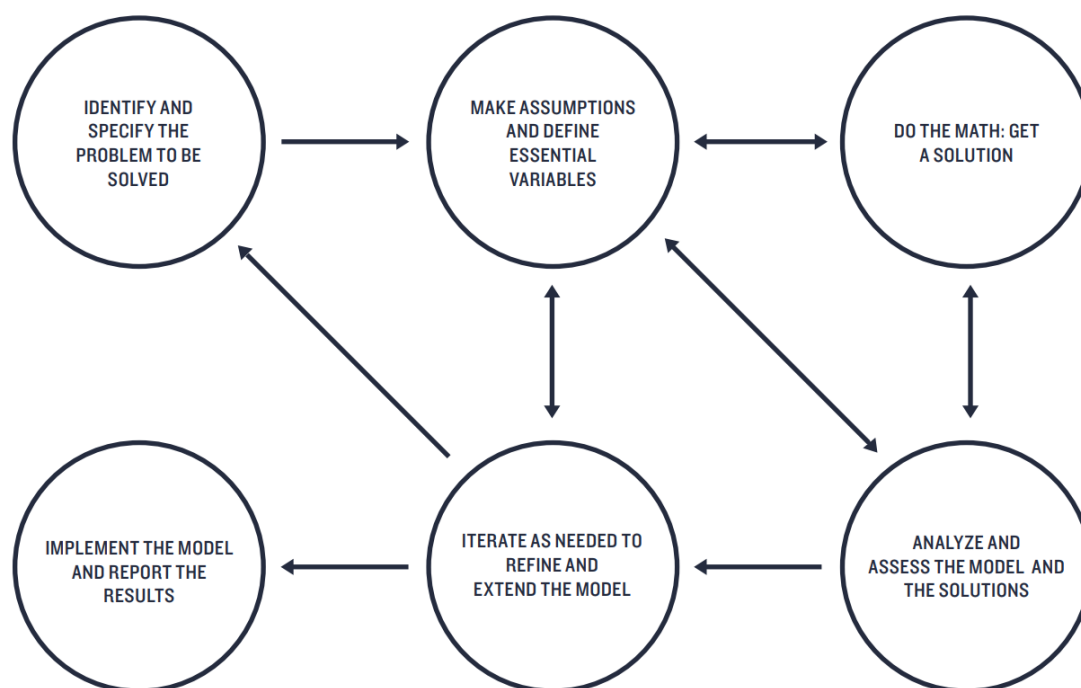 IDENTIFY AND
SPECIFY THE
PROBLEM TO BE
SOLVED
MAKE ASSUMPTIONS
AND DEFINE
ESSENTIAL
VARIABLES
DO THE MATH: GET
A SOLUTION
IMPLEMENT THE MODEL
AND REPORT THE
RESULTS
ITERATE AS NEEDED TO
REFINE AND
EXTEND THE MODEL
ANALYZE AND
ASSESS THE MODEL AND
THE SOLUTIONS